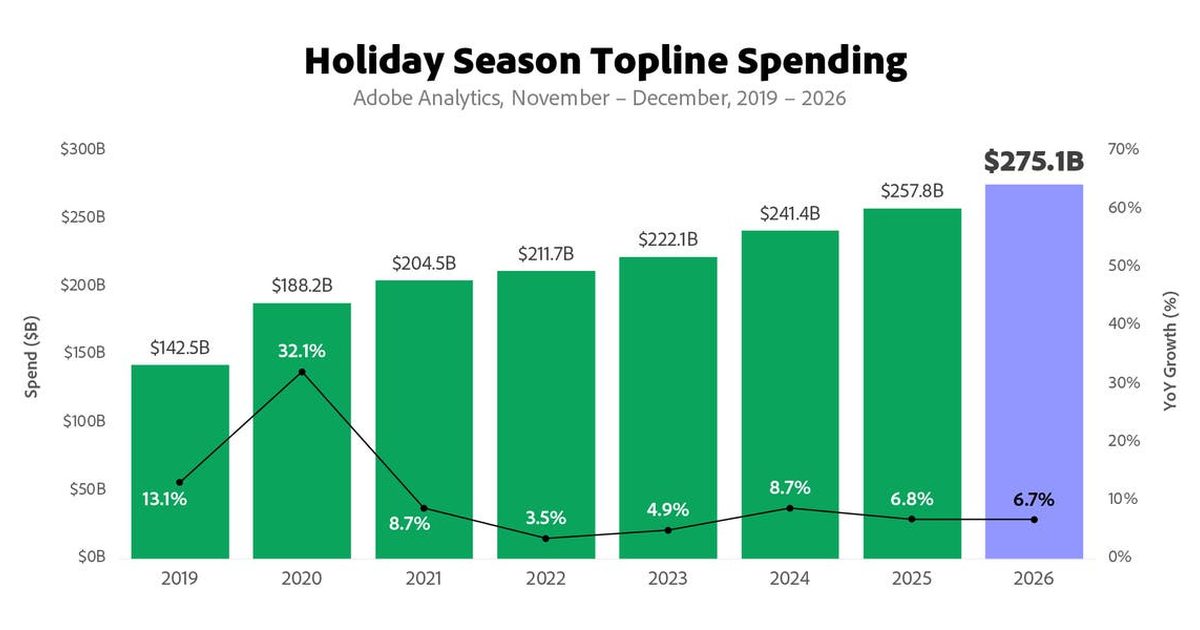 Holiday Season Topline Spending
Adobe Analytics, November – December, 2019 – 2026
$300B
$250B
$200B
$150B
$100B
$50B
$0B
Spend ($B)
$142.5B
$188.2B
$204.5B
$211.7B
$222.1B
$241.4B
$257.8B
$275.1B
13.1%
32.1%
8.7%
3.5%
4.9%
8.7%
6.8%
6.7%
70%
60%
50%
40%
30%
20%
10%
0%
YoY Growth (%)
2019
2020
2021
2022
2023
2024
2025
2026